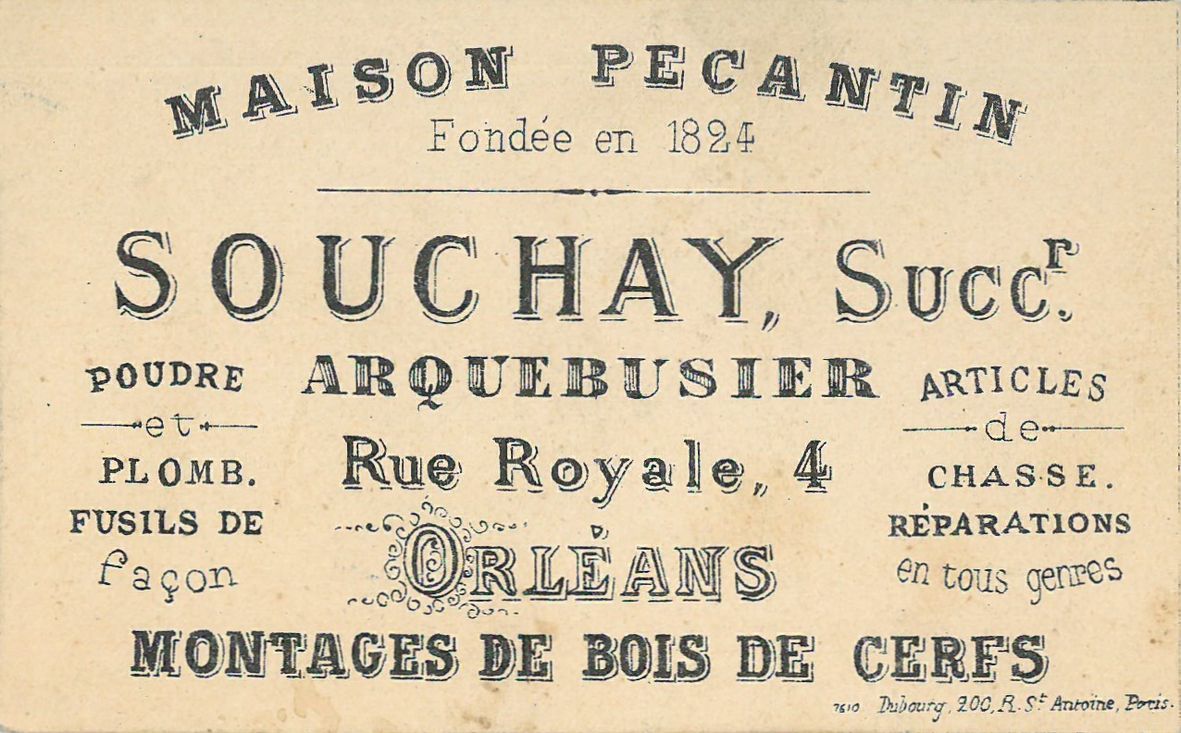 MAISON PECANTIN
Fondée en 1824
SOUCHAY, Succr.
ARQUEBUSIER
Rue Royale, 4
ORLÉANS
POUDRE
et
PLOMB.
FUSILS DE
façon
ARTICLES
de
CHASSE.
RÉPARATIONS
en tous genres
MONTAGES DE BOIS DE CERFS
7610 Dubourg, 200, R. St Antoine, Paris.